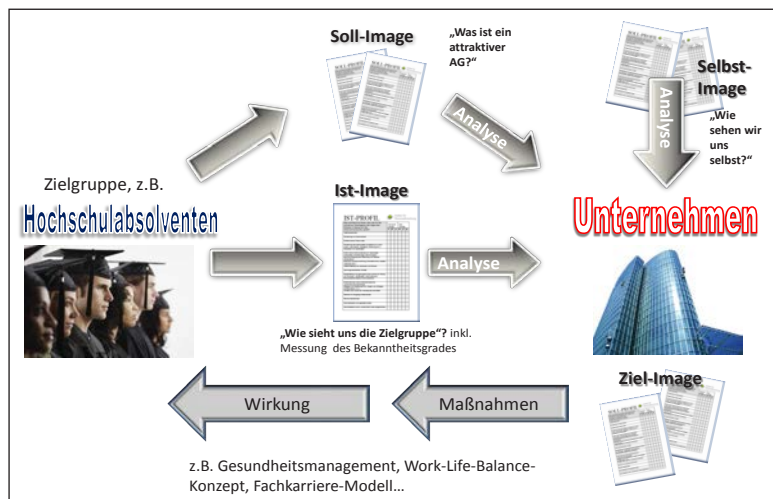 Soll-Image
„Was ist ein
attraktiver
AG?“
Selbst-
Image
„Wie
sehen wir
uns
selbst?“
Analyse
Analyse
Zielgruppe, z.B.
Hochschulabsolventen
Ist-Image
IST-PROFIL
Analyse
Unternehmen
„Wie sieht uns die Zielgruppe“? inkl.
Messung des Bekanntheitsgrades
Ziel-Image
Wirkung
Maßnahmen
z.B. Gesundheitsmanagement, Work-Life-Balance-
Konzept, Fachkarriere-Modell...